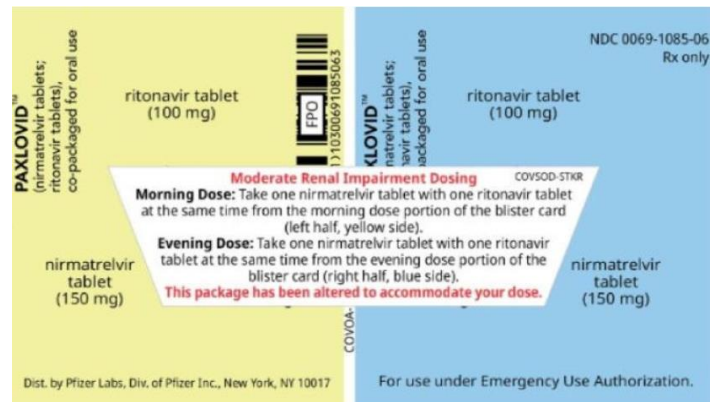 PAXLOVID™
(nirmatrelvir tablets;
ritonavir tablets),
co-packaged for oral use
ritonavir tablet
(100 mg)
FPO
)10300691085063
NDC 0069-1085-06
Rx only
XLOVID™
matrelvir tablets;
navir tablets),
packaged for oral use
ritonavir tablet
(100 mg)
Moderate Renal Impairment Dosing
COVSOD-STKR
Morning Dose: Take one nirmatrelvir tablet with one ritonavir tablet
at the same time from the morning dose portion of the blister card
(left half, yellow side).
Evening Dose: Take one nirmatrelvir tablet with one ritonavir
tablet at the same time from the evening dose portion of the
blister card (right half, blue side).
This package has been altered to accommodate your dose.
nirmatrelvir
tablet
(150 mg)
nirmatrelvir
tablet
(150 mg)
COVOA-
Dist. by Pfizer Labs, Div. of Pfizer Inc., New York, NY 10017
For use under Emergency Use Authorization.